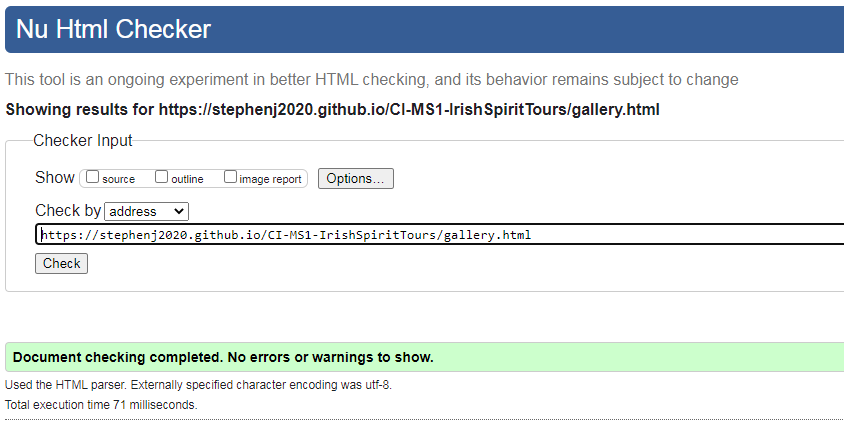 Nu Html Checker
This tool is an ongoing experiment in better HTML checking, and its behavior remains subject to change
Showing results for https://stephenj2020.github.io/CI-MS1-IrishSpiritTours/gallery.html
Checker Input
Show source outline image report Options...
Check by address
https://stephenj2020.github.io/CI-MS1-IrishSpiritTours/gallery.html
Check
Document checking completed. No errors or warnings to show.
Used the HTML parser. Externally specified character encoding was utf-8.
Total execution time 71 milliseconds.